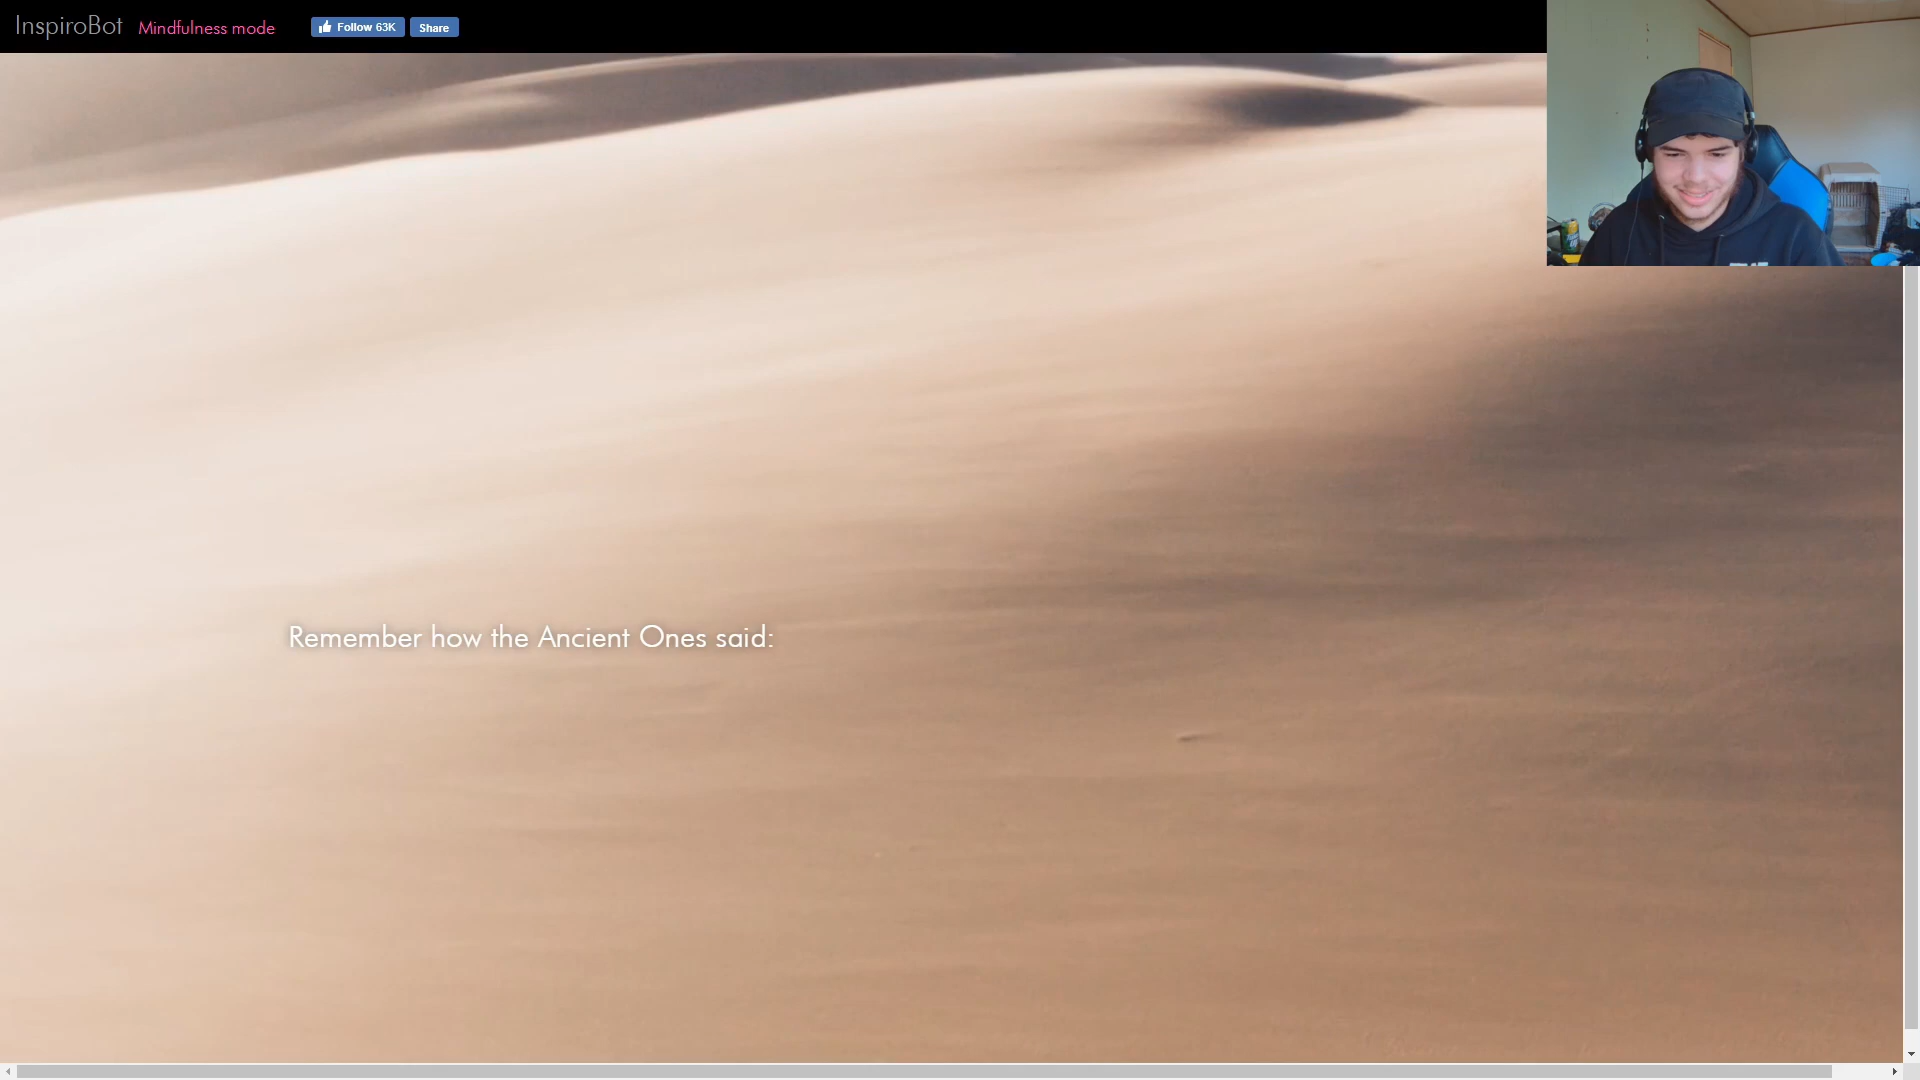 InspiroBot Mindfulness mode Follow 63K Share
Remember how the Ancient Ones said: